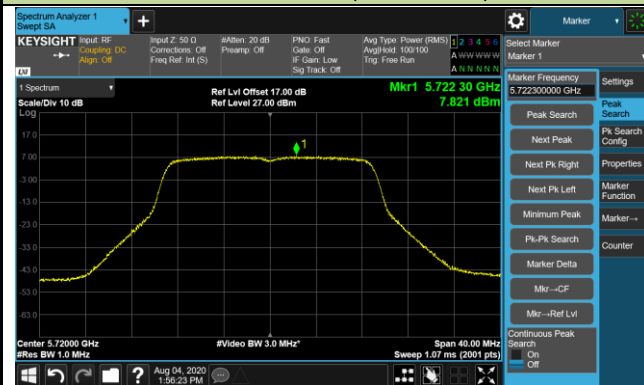 Spectrum Analyzer 1
Swept SA
+
Marker
KEYSIGHT
Input: RF
Coupling: DC
Align: Off
Input Z: 50 Ω
Corrections: Off
Freq Ref: Int (S)
#Atten: 20 dB
Preamp: Off
PNO: Fast
Gate: Off
IF Gain: Low
Sig Track: Off
Avg Type: Power (RMS)
Avg|Hold: 100/100
Trig: Free Run
1 2 3 4 5 6
A W W W W W
A N N N N N
LXI
Select Marker
Marker 1
Marker Frequency
5.722300000 GHz
Peak Search
Next Peak
Next Pk Right
Next Pk Left
Minimum Peak
Pk-Pk Search
Marker Delta
Mkr→CF
Mkr→Ref Lvl
Continuous Peak
Search
On
Off
Settings
Peak
Search
Pk Search
Config
Properties
Marker
Function
Marker→
Counter
1 Spectrum
Scale/Div 10 dB
Log
Ref Lvl Offset 17.00 dB
Ref Level 27.00 dBm
Mkr1 5.722 30 GHz
7.821 dBm
1
17.0
7.00
-3.00
-13.0
-23.0
-33.0
-43.0
-53.0
-63.0
Center 5.72000 GHz
#Res BW 1.0 MHz
#Video BW 3.0 MHz*
Span 40.00 MHz
Sweep 1.07 ms (2001 pts)
?
Aug 04, 2020
1:56:23 PM